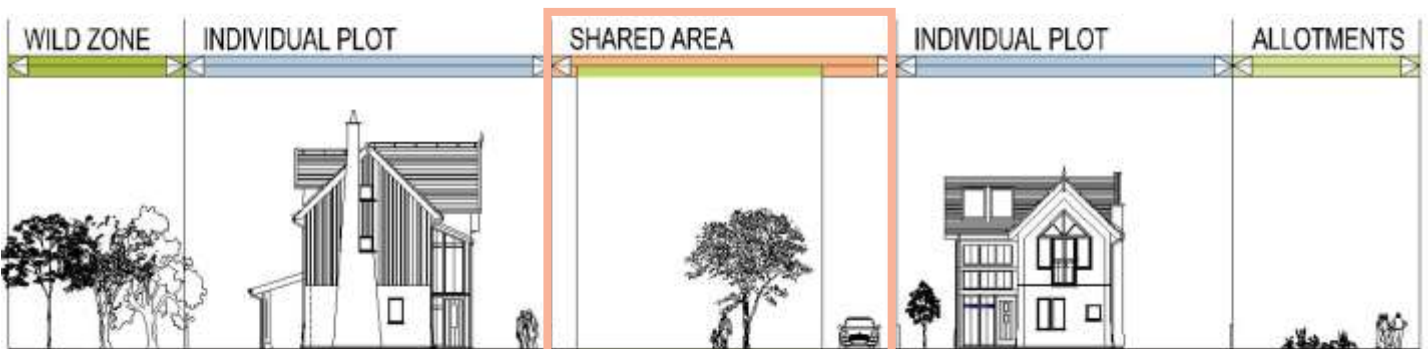 WILD ZONE
INDIVIDUAL PLOT
SHARED AREA
INDIVIDUAL PLOT
ALLOTMENTS